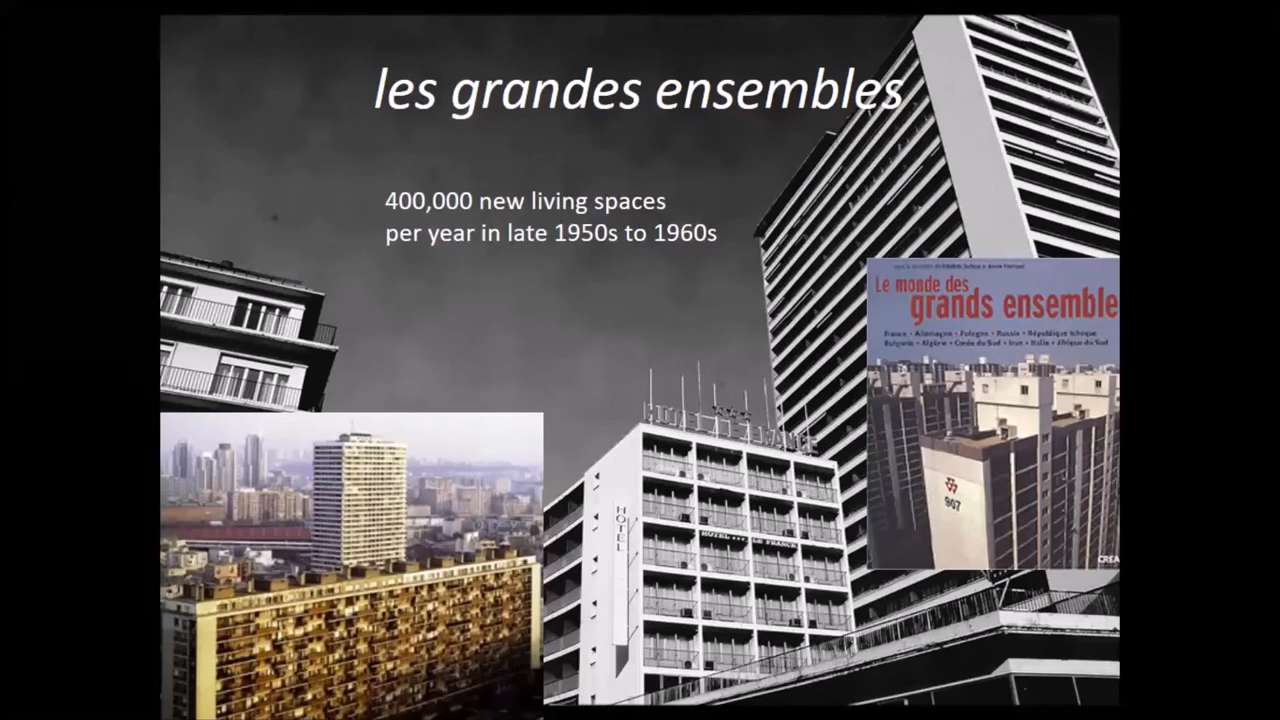 les grandes ensembles
400,000 new living spaces
per year in late 1950s to 1960s
Le monde des
grands ensemble
France • Allemagne • Pologne • Russie • République tchèque
Bulgarie • Algérie • Corée du Sud • Iran • Italie • Afrique du Sud
907
CREA
HOTEL
HOTEL *** LE FRANCE